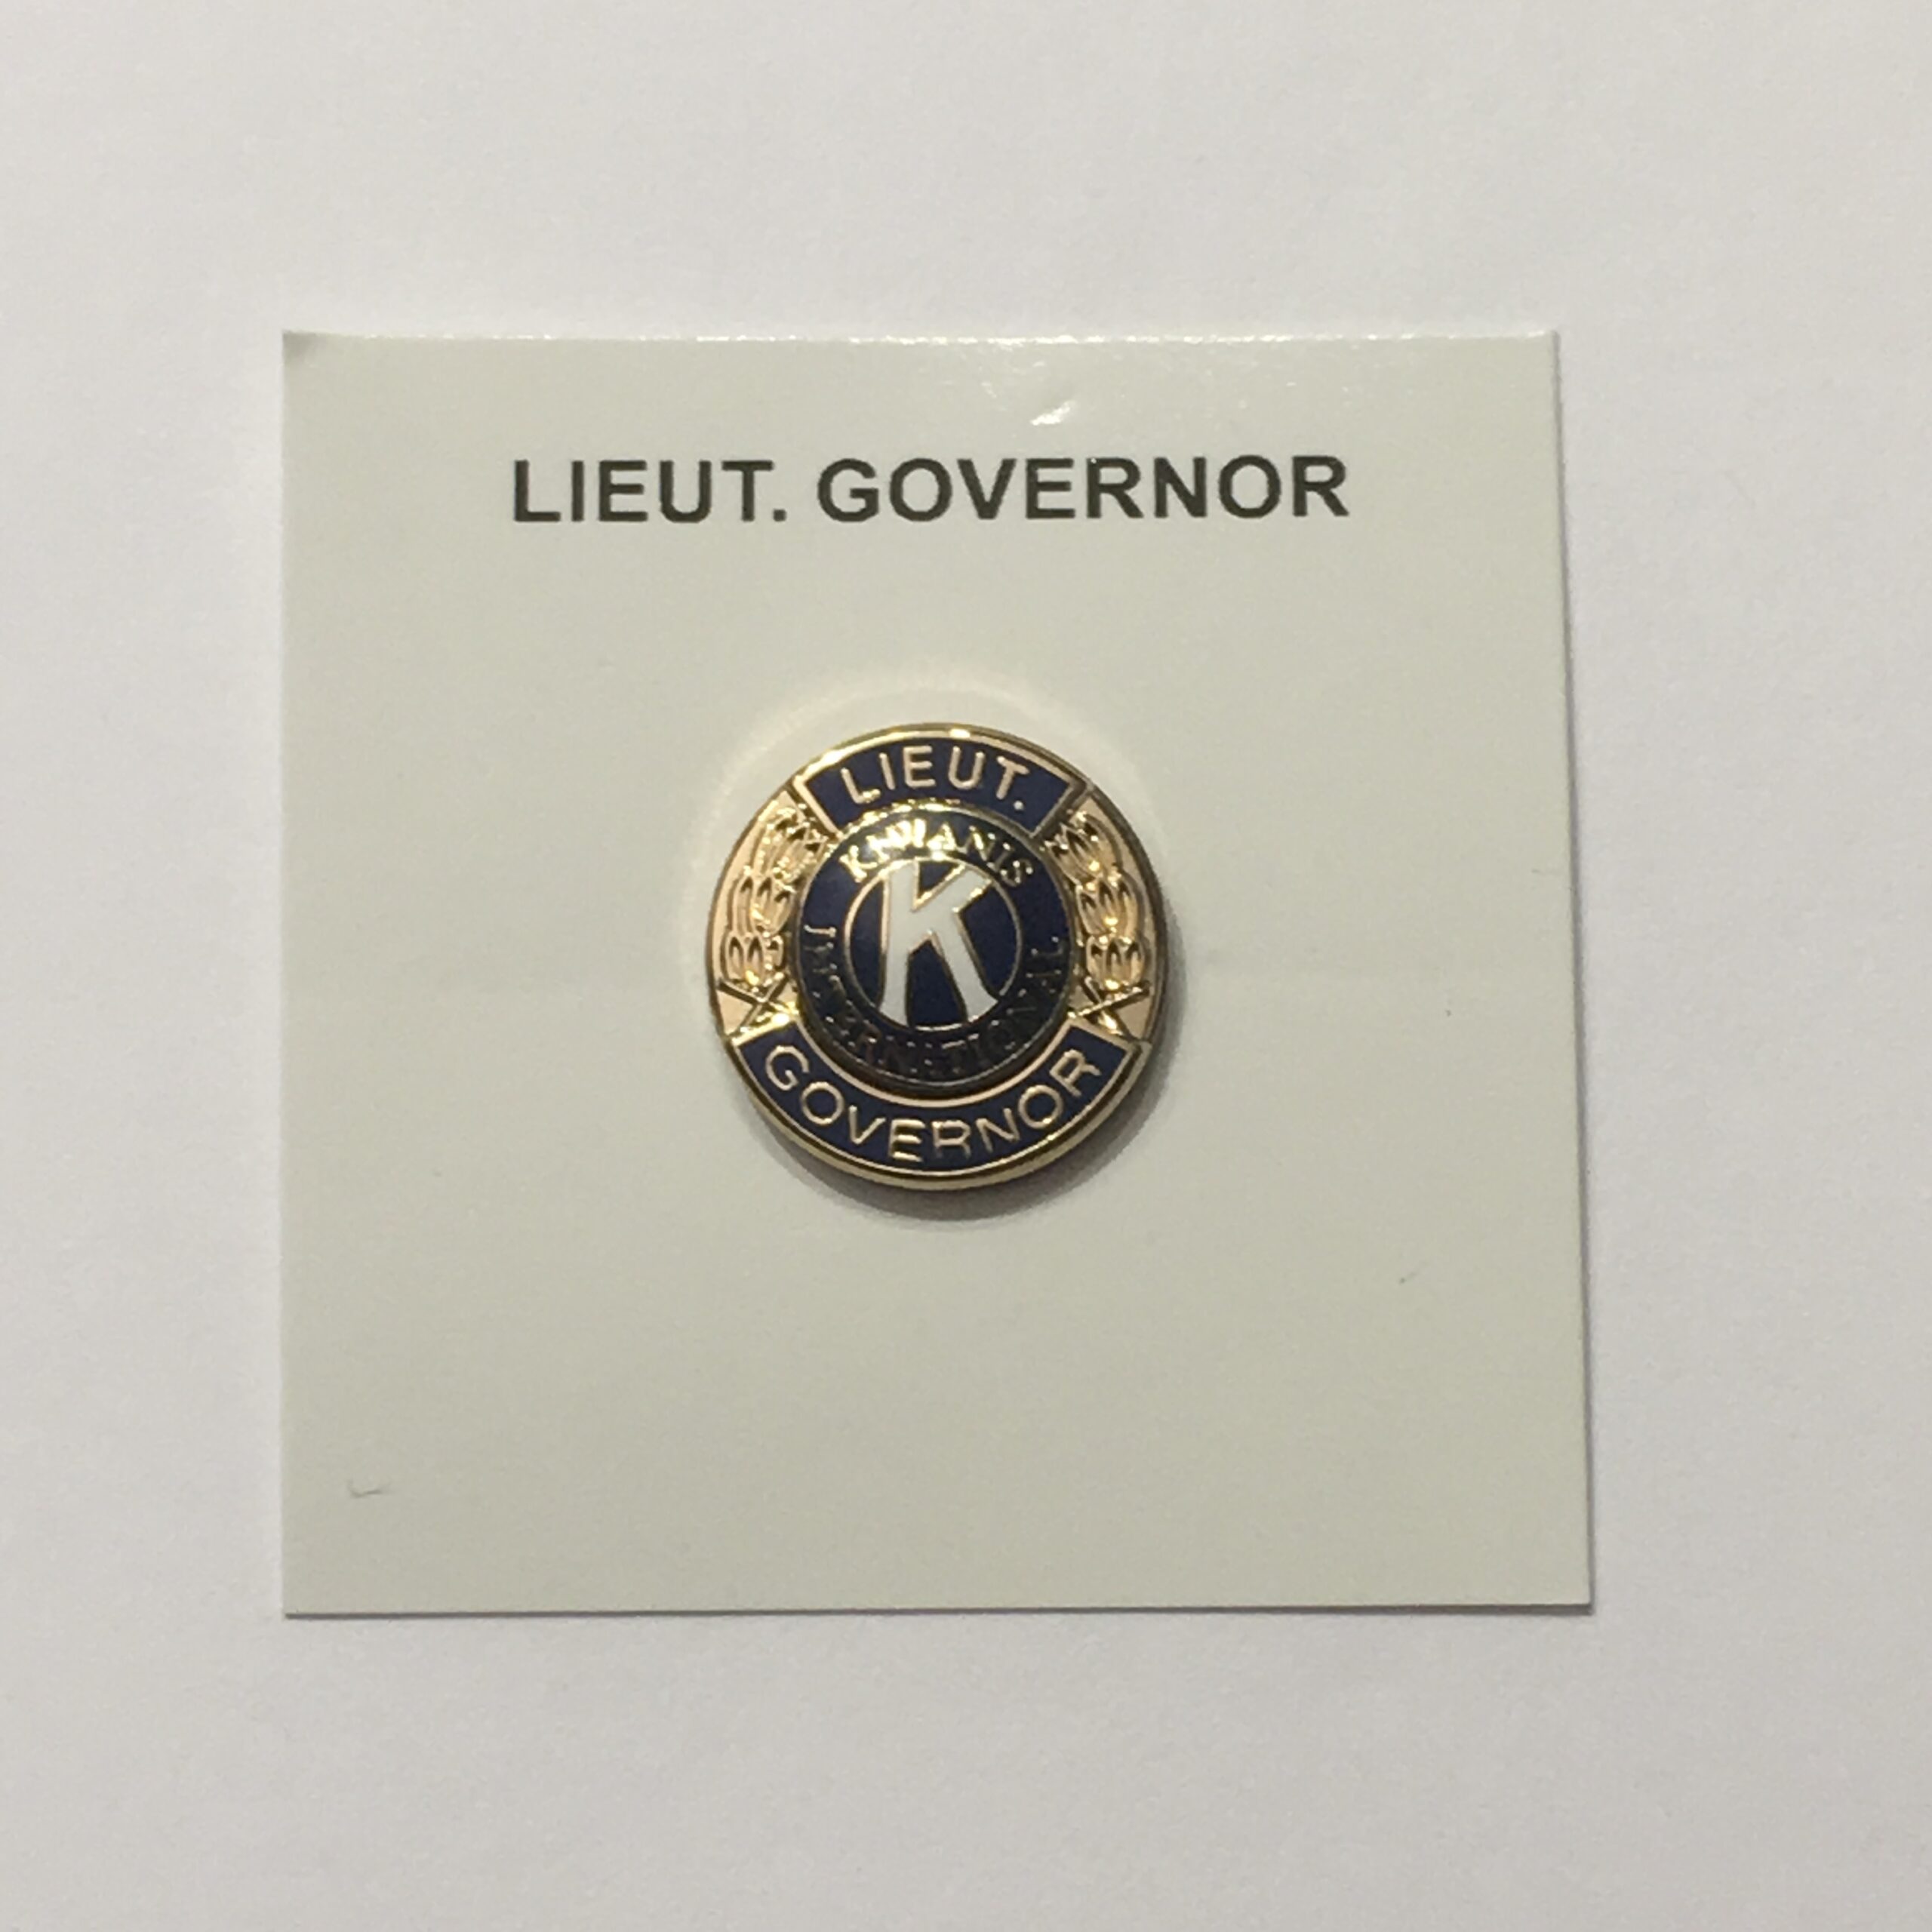 LIEUT. GOVERNOR
LIEUT.
KIWANIS
K
INTERNATIONAL
GOVERNOR